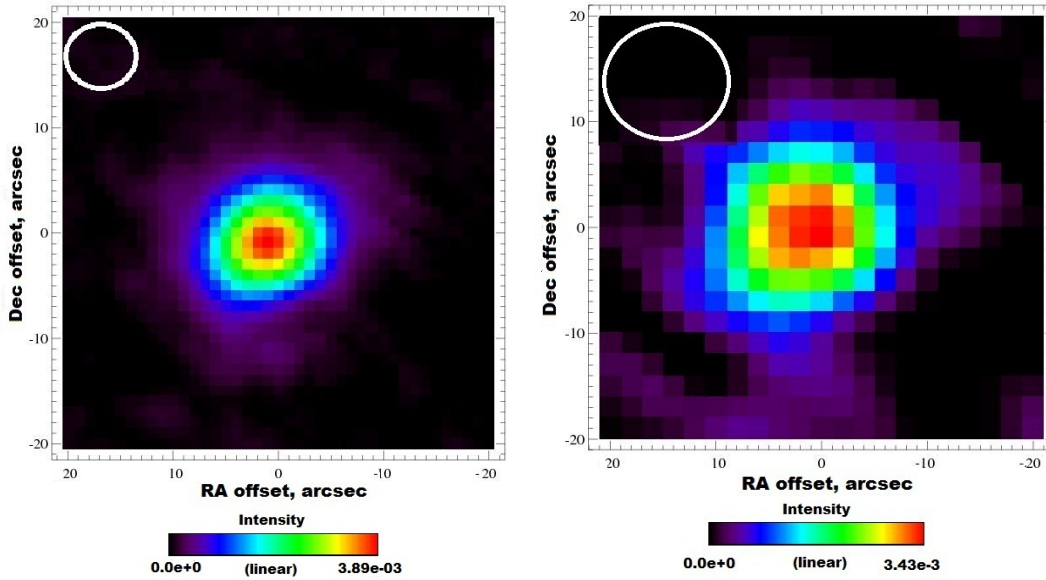 20
10
0
-10
-20
Dec offset, arcsec
20 10 0 -10 -20
RA offset, arcsec
Intensity
0.0e+0 (linear) 3.89e-03
20
10
0
-10
-20
Dec offset, arcsec
20 10 0 -10 -20
RA offset, arcsec
Intensity
0.0e+0 (linear) 3.43e-3